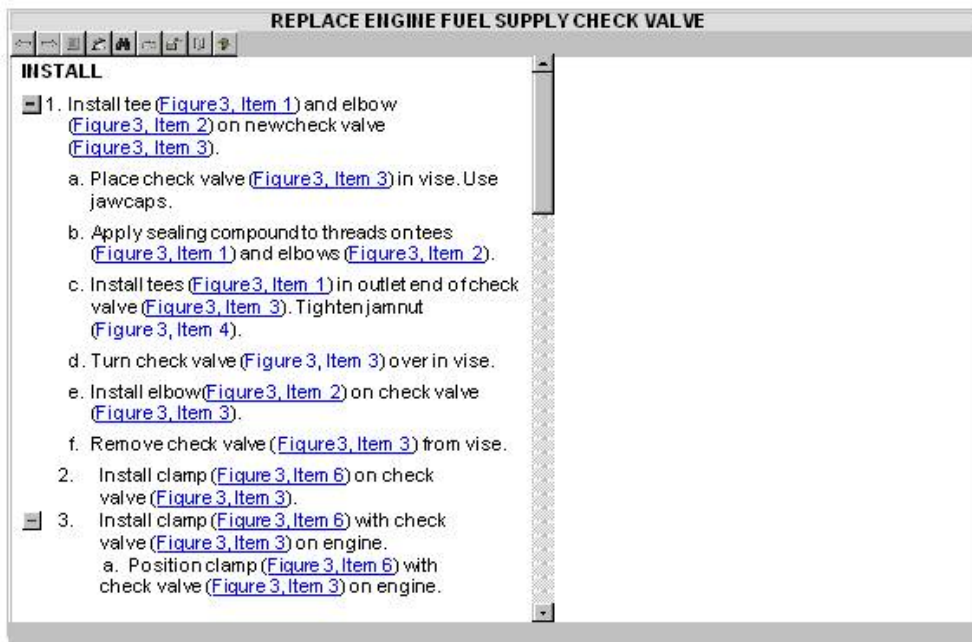 REPLACE ENGINE FUEL SUPPLY CHECK VALVE
INSTALL
1. Install tee (Figure 3, Item 1) and elbow
(Figure 3, Item 2) on new check valve
(Figure 3, Item 3).
a. Place check valve (Figure 3, Item 3) in vise. Use
jawcaps.
b. Apply sealing compound to threads on tees
(Figure 3, Item 1) and elbows (Figure 3, Item 2).
c. Install tees (Figure 3, Item 1) in outlet end of check
valve (Figure 3, Item 3). Tighten jamnut
(Figure 3, Item 4).
d. Turn check valve (Figure 3, Item 3) over in vise.
e. Install elbow (Figure 3, Item 2) on check valve
(Figure 3, Item 3).
f. Remove check valve (Figure 3, Item 3) from vise.
2. Install clamp (Figure 3, Item 6) on check
valve (Figure 3, Item 3).
3. Install clamp (Figure 3, Item 6) with check
valve (Figure 3, Item 3) on engine.
a. Position clamp (Figure 3, Item 6) with
check valve (Figure 3, Item 3) on engine.